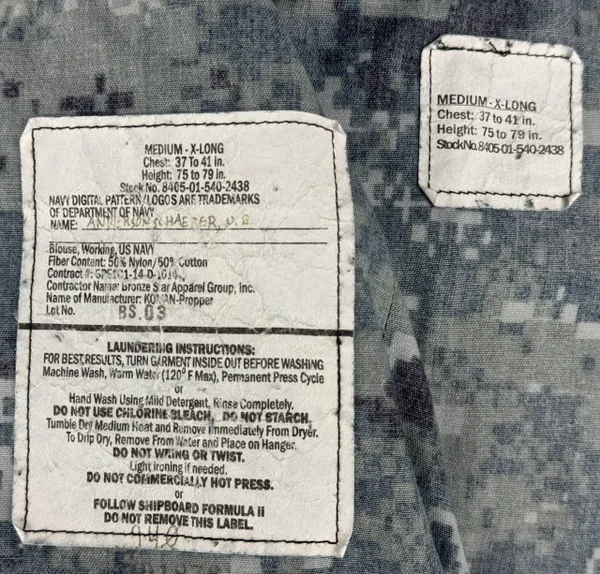 MEDIUM - X-LONG
Chest: 37 To 41 in.
Height: 75 to 79 in.
Stock No. 8405-01-540-2438
NAVY DIGITAL PATTERN/LOGOS ARE TRADEMARKS
OF DEPARTMENT OF NAVY
NAME:
Blouse, Working, US NAVY
Fiber Content: 50% Nylon/50% Cotton
Contract #:
Contractor Name: Bronze Star Apparel Group, Inc.
Name of Manufacturer:
Lot No. BS.03
LAUNDERING INSTRUCTIONS:
FOR BEST RESULTS, TURN GARMENT INSIDE OUT BEFORE WASHING
Machine Wash, Warm Water (120° F Max), Permanent Press Cycle
or
Hand Wash Using Mild Detergent, Rinse Completely.
DO NOT USE CHLORINE BLEACH, DO NOT STARCH.
Tumble Dry Medium Heat and Remove Immediately From Dryer.
To Drip Dry, Remove From Water and Place on Hanger.
DO NOT WRING OR TWIST.
Light ironing if needed.
DO NOT COMMERCIALLY HOT PRESS.
or
FOLLOW SHIPBOARD FORMULA II
DO NOT REMOVE THIS LABEL.
MEDIUM - X-LONG
Chest: 37 To 41 in.
Height: 75 to 79 in.
Stock No. 8405-01-540-2438